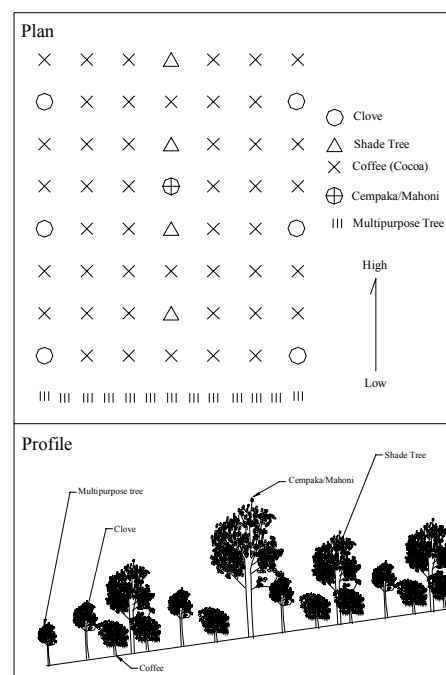 Plan
Clove
Shade Tree
Coffee (Cocoa)
Cempaka/Mahoni
Multipurpose Tree
High
Low
Profile
Shade Tree
Cempaka/Mahoni
Multipurpose tree
Clove
Coffee